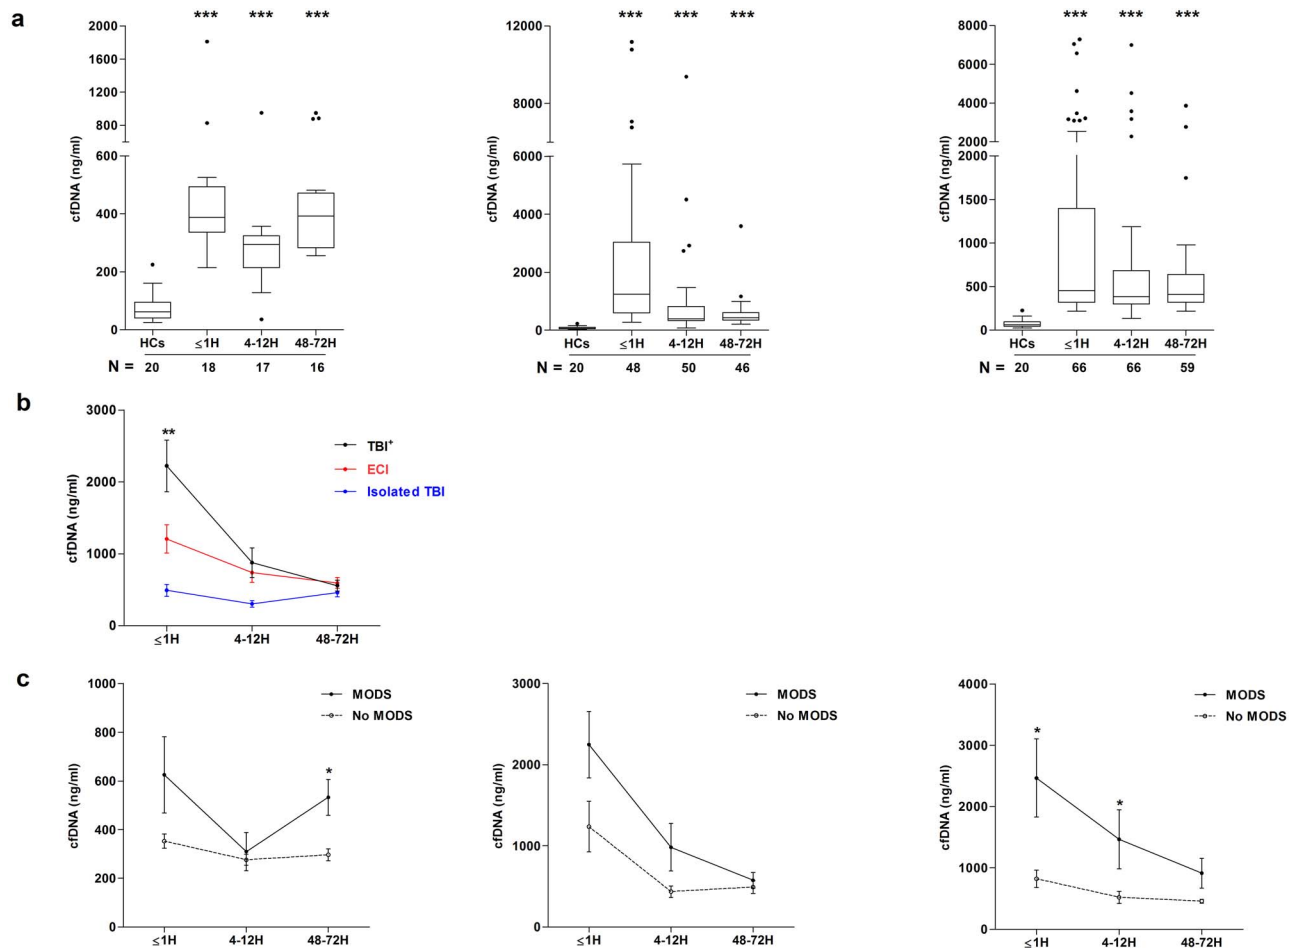 a
*** *** ***
2000
1600
1200
800
600
400
200
0
cfDNA (ng/ml)
HCs ≤1H 4-12H 48-72H
N = 20 18 17 16
*** *** ***
12000
8000
6000
4000
2000
0
cfDNA (ng/ml)
HCs ≤1H 4-12H 48-72H
N = 20 48 50 46
*** *** ***
8000
6000
4000
2000
2000
1500
1000
500
0
cfDNA (ng/ml)
HCs ≤1H 4-12H 48-72H
N = 20 66 66 59
b
3000
2000
1000
0
cfDNA (ng/ml)
**
TBI+
ECI
Isolated TBI
≤1H 4-12H 48-72H
c
1000
800
600
400
200
0
cfDNA (ng/ml)
MODS
No MODS
*
≤1H 4-12H 48-72H
3000
2000
1000
0
cfDNA (ng/ml)
MODS
No MODS
≤1H 4-12H 48-72H
4000
3000
2000
1000
0
cfDNA (ng/ml)
MODS
No MODS
*
*
≤1H 4-12H 48-72H